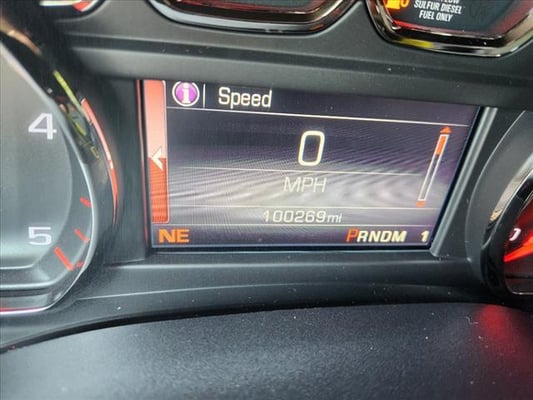 SULFUR DIESEL
FUEL ONLY
i Speed
4
0
MPH
5
100269mi
NE PRNDM 1